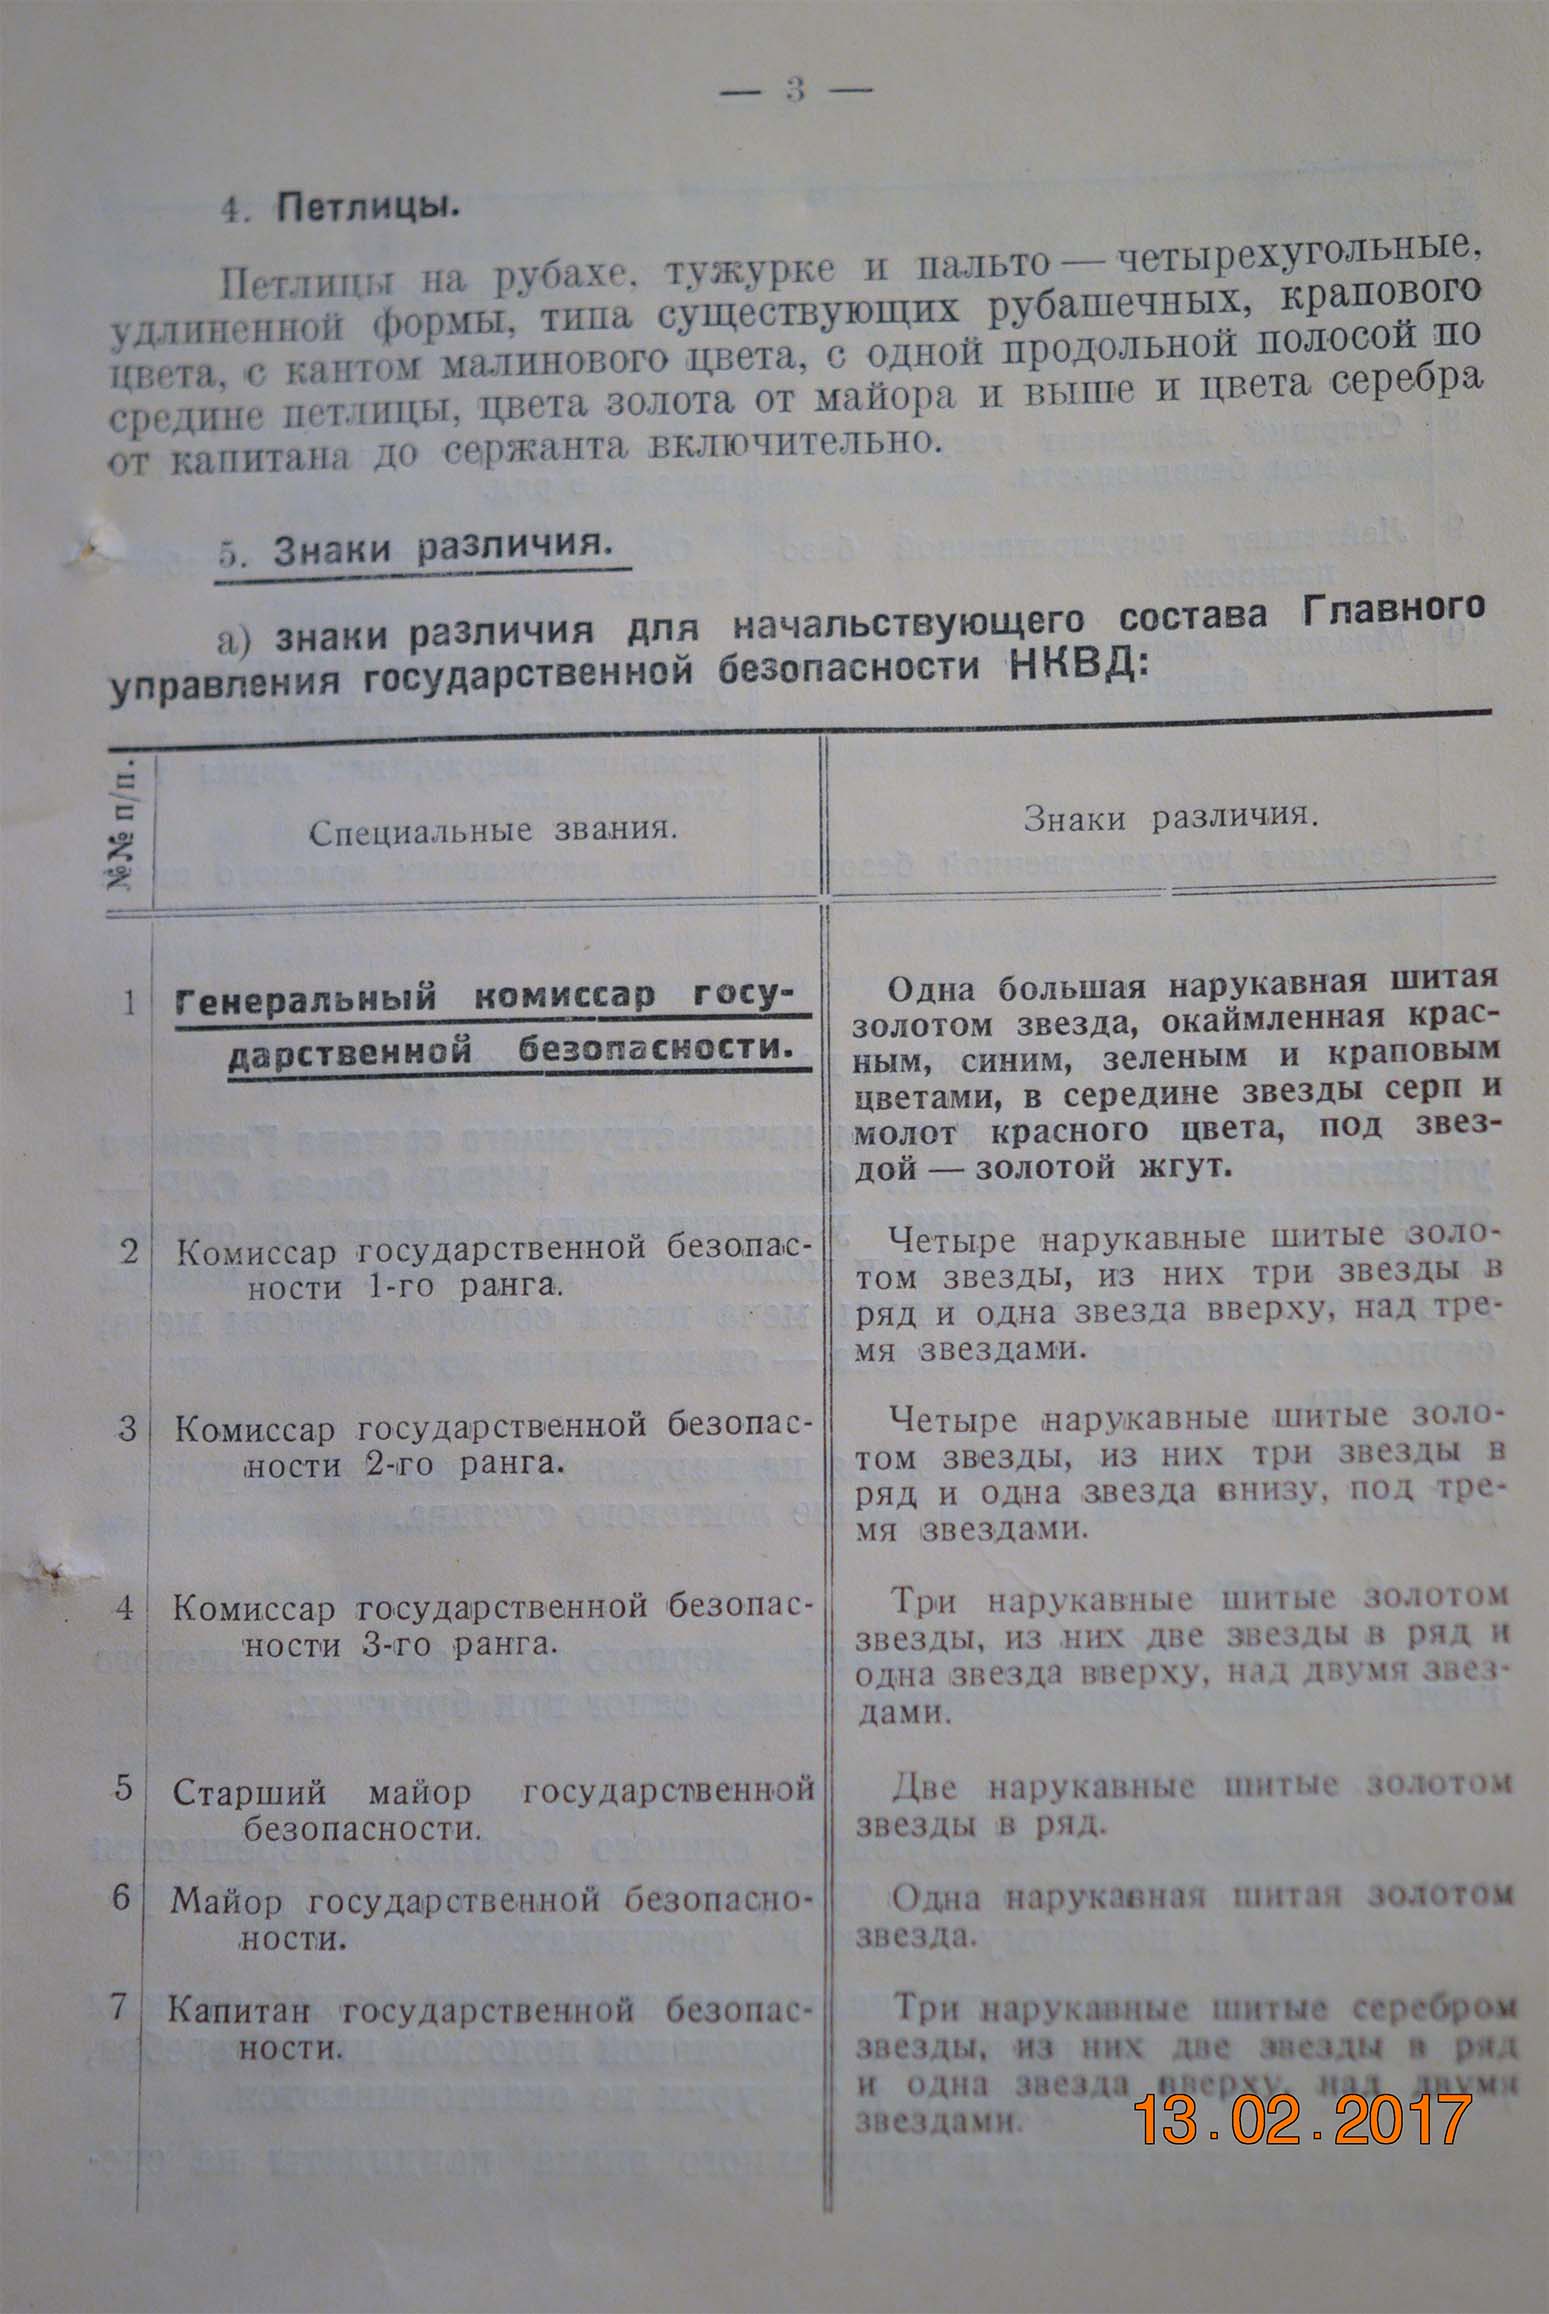 — 3 —
4. Петлицы.
Петлицы на рубахе, тужурке и пальто — четырехугольные,
удлиненной формы, типа существующих рубашечных, крапового
цвета, с кантом малинового цвета, с одной продольной полосой по
средине петлицы, цвета золота от майора и выше и цвета серебра
от капитана до сержанта включительно.
5. Знаки различия.
а) знаки различия для начальствующего состава Главного
управления государственной безопасности НКВД:
№№ п/п.
Специальные звания.
Знаки различия.
1
Генеральный комиссар госу-
дарственной безопасности.
Одна большая нарукавная шитая
золотом звезда, окаймленная крас-
ным, синим, зеленым и краповым
цветами, в середине звезды серп и
молот красного цвета, под звез-
дой — золотой жгут.
2
Комиссар государственной безопас-
ности 1-го ранга.
Четыре нарукавные шитые золо-
том звезды, из них три звезды в
ряд и одна звезда вверху, над тре-
мя звездами.
3
Комиссар государственной безопас-
ности 2-го ранга.
Четыре нарукавные шитые золо-
том звезды, из них три звезды в
ряд и одна звезда внизу, под тре-
мя звездами.
4
Комиссар государственной безопас-
ности 3-го ранга.
Три нарукавные шитые золотом
звезды, из них две звезды в ряд и
одна звезда вверху, над двумя звез-
дами.
5
Старший майор государственной
безопасности.
Две нарукавные шитые золотом
звезды в ряд.
6
Майор государственной безопасно-
ности.
Одна нарукавная шитая золотом
звезда.
7
Капитан государственной безопас-
ности.
Три нарукавные шитые серебром
звезды, из них две звезды в ряд
и одна звезда вверху, над двумя
звездами.
13.02.2017